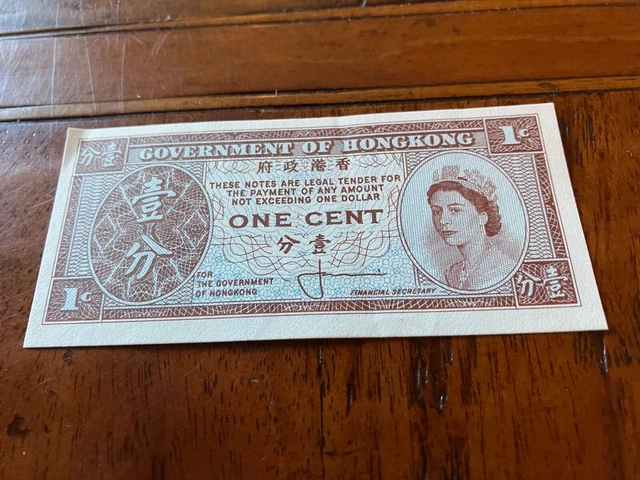 分壹
GOVERNMENT OF HONGKONG
1¢
府政港香
THESE NOTES ARE LEGAL TENDER FOR
THE PAYMENT OF ANY AMOUNT
NOT EXCEEDING ONE DOLLAR
壹分
ONE CENT
分壹
FOR
THE GOVERNMENT
OF HONGKONG
FINANCIAL SECRETARY
1¢
分壹